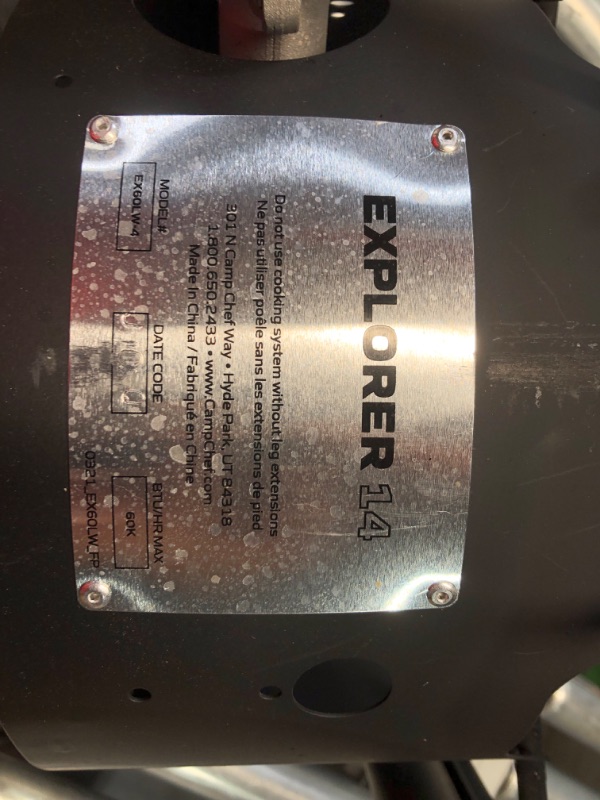 EXPLORER 14
Do not use cooking system without leg extensions
Ne pas utiliser poêle sans les extensions de pied
301 N Camp Chef Way • Hyde Park, UT 84318
1.800.650.2433 • www.CampChef.com
Made In China / Fabriqué en Chine
MODEL# DATE CODE BTU/HR MAX
EX60LW-4 60K
0321_EX60LW_FP